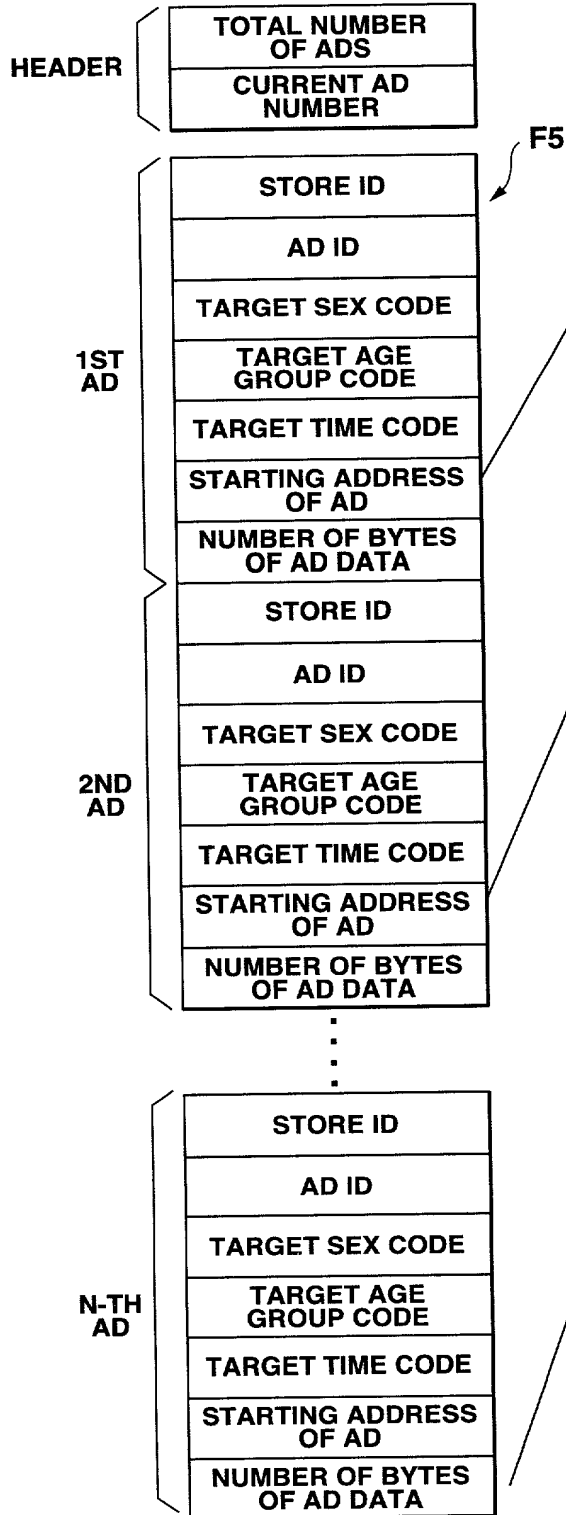 HEADER
TOTAL NUMBER
OF ADS
CURRENT AD
NUMBER
F5
1ST
AD
STORE ID
AD ID
TARGET SEX CODE
TARGET AGE
GROUP CODE
TARGET TIME CODE
STARTING ADDRESS
OF AD
NUMBER OF BYTES
OF AD DATA
2ND
AD
STORE ID
AD ID
TARGET SEX CODE
TARGET AGE
GROUP CODE
TARGET TIME CODE
STARTING ADDRESS
OF AD
NUMBER OF BYTES
OF AD DATA
N-TH
AD
STORE ID
AD ID
TARGET SEX CODE
TARGET AGE
GROUP CODE
TARGET TIME CODE
STARTING ADDRESS
OF AD
NUMBER OF BYTES
OF AD DATA